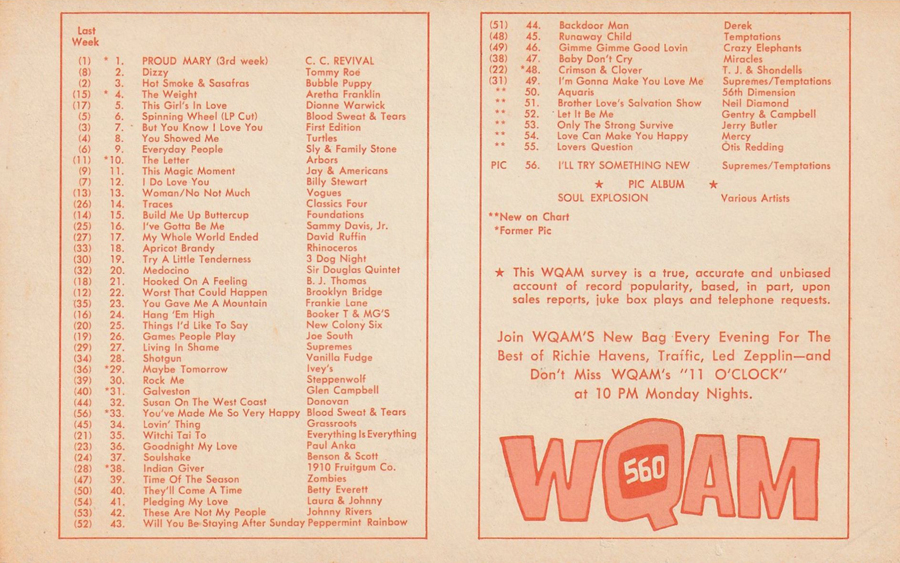 Last
Week
(1) * 1. PROUD MARY (3rd week) C. C. REVIVAL
(8) 2. Dizzy Tommy Roe
(2) 3. Hot Smoke & Sasafras Bubble Puppy
(15) * 4. The Weight Aretha Franklin
(17) 5. This Girl's In Love Dionne Warwick
(5) 6. Spinning Wheel (LP Cut) Blood Sweat & Tears
(3) 7. But You Know I Love You First Edition
(4) 8. You Showed Me Turtles
(6) 9. Everyday People Sly & Family Stone
(11) *10. The Letter Arbors
(9) 11. This Magic Moment Jay & Americans
(7) 12. I Do Love You Billy Stewart
(13) 13. Woman/No Not Much Vogues
(26) 14. Traces Classics Four
(14) 15. Build Me Up Buttercup Foundations
(25) 16. I've Gotta Be Me Sammy Davis, Jr.
(27) 17. My Whole World Ended David Ruffin
(33) 18. Apricot Brandy Rhinoceros
(30) 19. Try A Little Tenderness 3 Dog Night
(32) 20. Medocino Sir Douglas Quintet
(18) 21. Hooked On A Feeling B. J. Thomas
(12) 22. Worst That Could Happen Brooklyn Bridge
(35) 23. You Gave Me A Mountain Frankie Lane
(16) 24. Hang 'Em High Booker T & MG'S
(20) 25. Things I'd Like To Say New Colony Six
(19) 26. Games People Play Joe South
(29) 27. Living In Shame Supremes
(34) 28. Shotgun Vanilla Fudge
(36) *29. Maybe Tomorrow Ivey's
(39) 30. Rock Me Steppenwolf
(40) *31. Galveston Glen Campbell
(44) 32. Susan On The West Coast Donovan
(56) *33. You've Made Me So Very Happy Blood Sweat & Tears
(45) 34. Lovin' Thing Grassroots
(21) 35. Witchi Tai To Everything Is Everything
(23) 36. Goodnight My Love Paul Anka
(24) 37. Soulshake Benson & Scott
(28) *38. Indian Giver 1910 Fruitgum Co.
(47) 39. Time Of The Season Zombies
(50) 40. They'll Come A Time Betty Everett
(54) 41. Pledging My Love Laura & Johnny
(53) 42. These Are Not My People Johnny Rivers
(52) 43. Will You Be Staying After Sunday Peppermint Rainbow
(51) 44. Backdoor Man Derek
(48) 45. Runaway Child Temptations
(49) 46. Gimme Gimme Good Lovin Crazy Elephants
(38) 47. Baby Don't Cry Miracles
(22) *48. Crimson & Clover T. J. & Shondells
(31) 49. I'm Gonna Make You Love Me Supremes/Temptations
** 50. Aquaris 56th Dimension
** 51. Brother Love's Salvation Show Neil Diamond
** 52. Let It Be Me Gentry & Campbell
** 53. Only The Strong Survive Jerry Butler
** 54. Love Can Make You Happy Mercy
** 55. Lovers Question Otis Redding
PIC 56. I'LL TRY SOMETHING NEW Supremes/Temptations
★ PIC ALBUM ★
SOUL EXPLOSION Various Artists
**New on Chart
*Former Pic
★ This WQAM survey is a true, accurate and unbiased
account of record popularity, based, in part, upon
sales reports, juke box plays and telephone requests.
Join WQAM'S New Bag Every Evening For The
Best of Richie Havens, Traffic, Led Zepplin—and
Don't Miss WQAM's "11 O'CLOCK"
at 10 PM Monday Nights.
WQAM
560